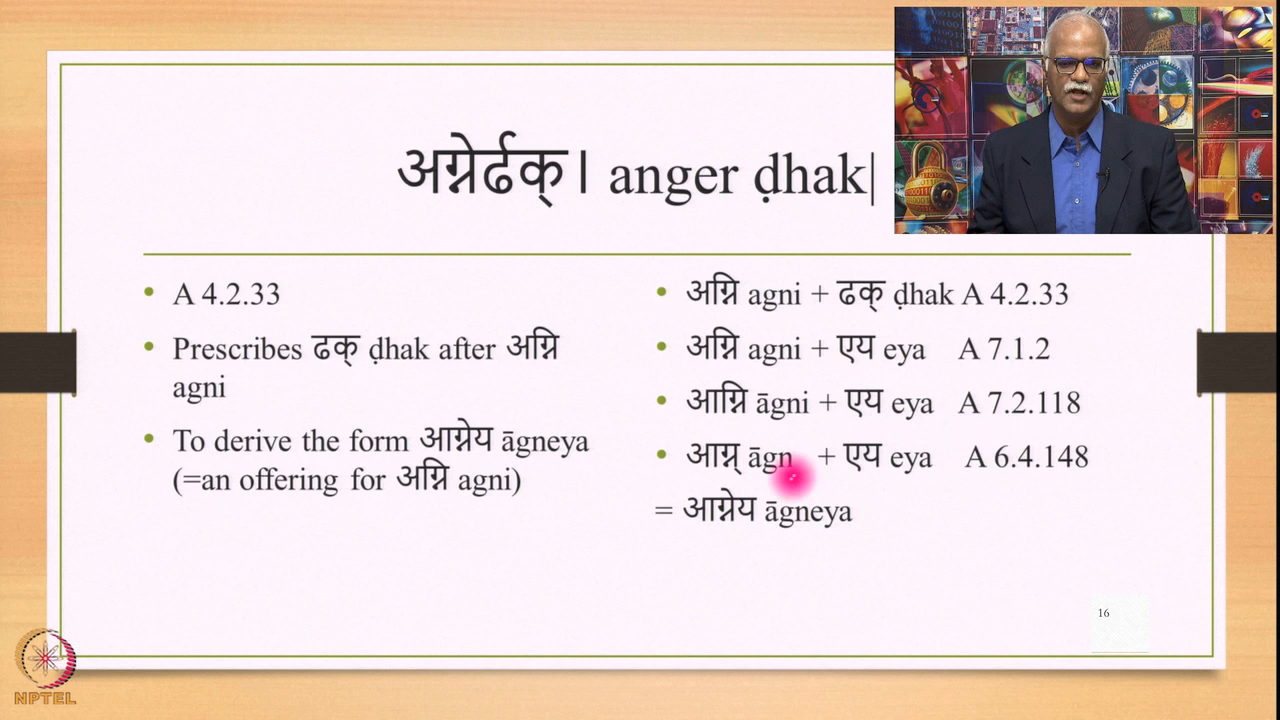 अग्नेर्ढक्। anger ḍhak|
• A 4.2.33
• Prescribes ढक् ḍhak after अग्नि
agni
• To derive the form आग्नेय āgneya
(=an offering for अग्नि agni)
• अग्नि agni + ढक् ḍhak A 4.2.33
• अग्नि agni + एय eya A 7.1.2
• आग्नि āgni + एय eya A 7.2.118
• आग्न् āgn + एय eya A 6.4.148
= आग्नेय āgneya
16
NPTEL